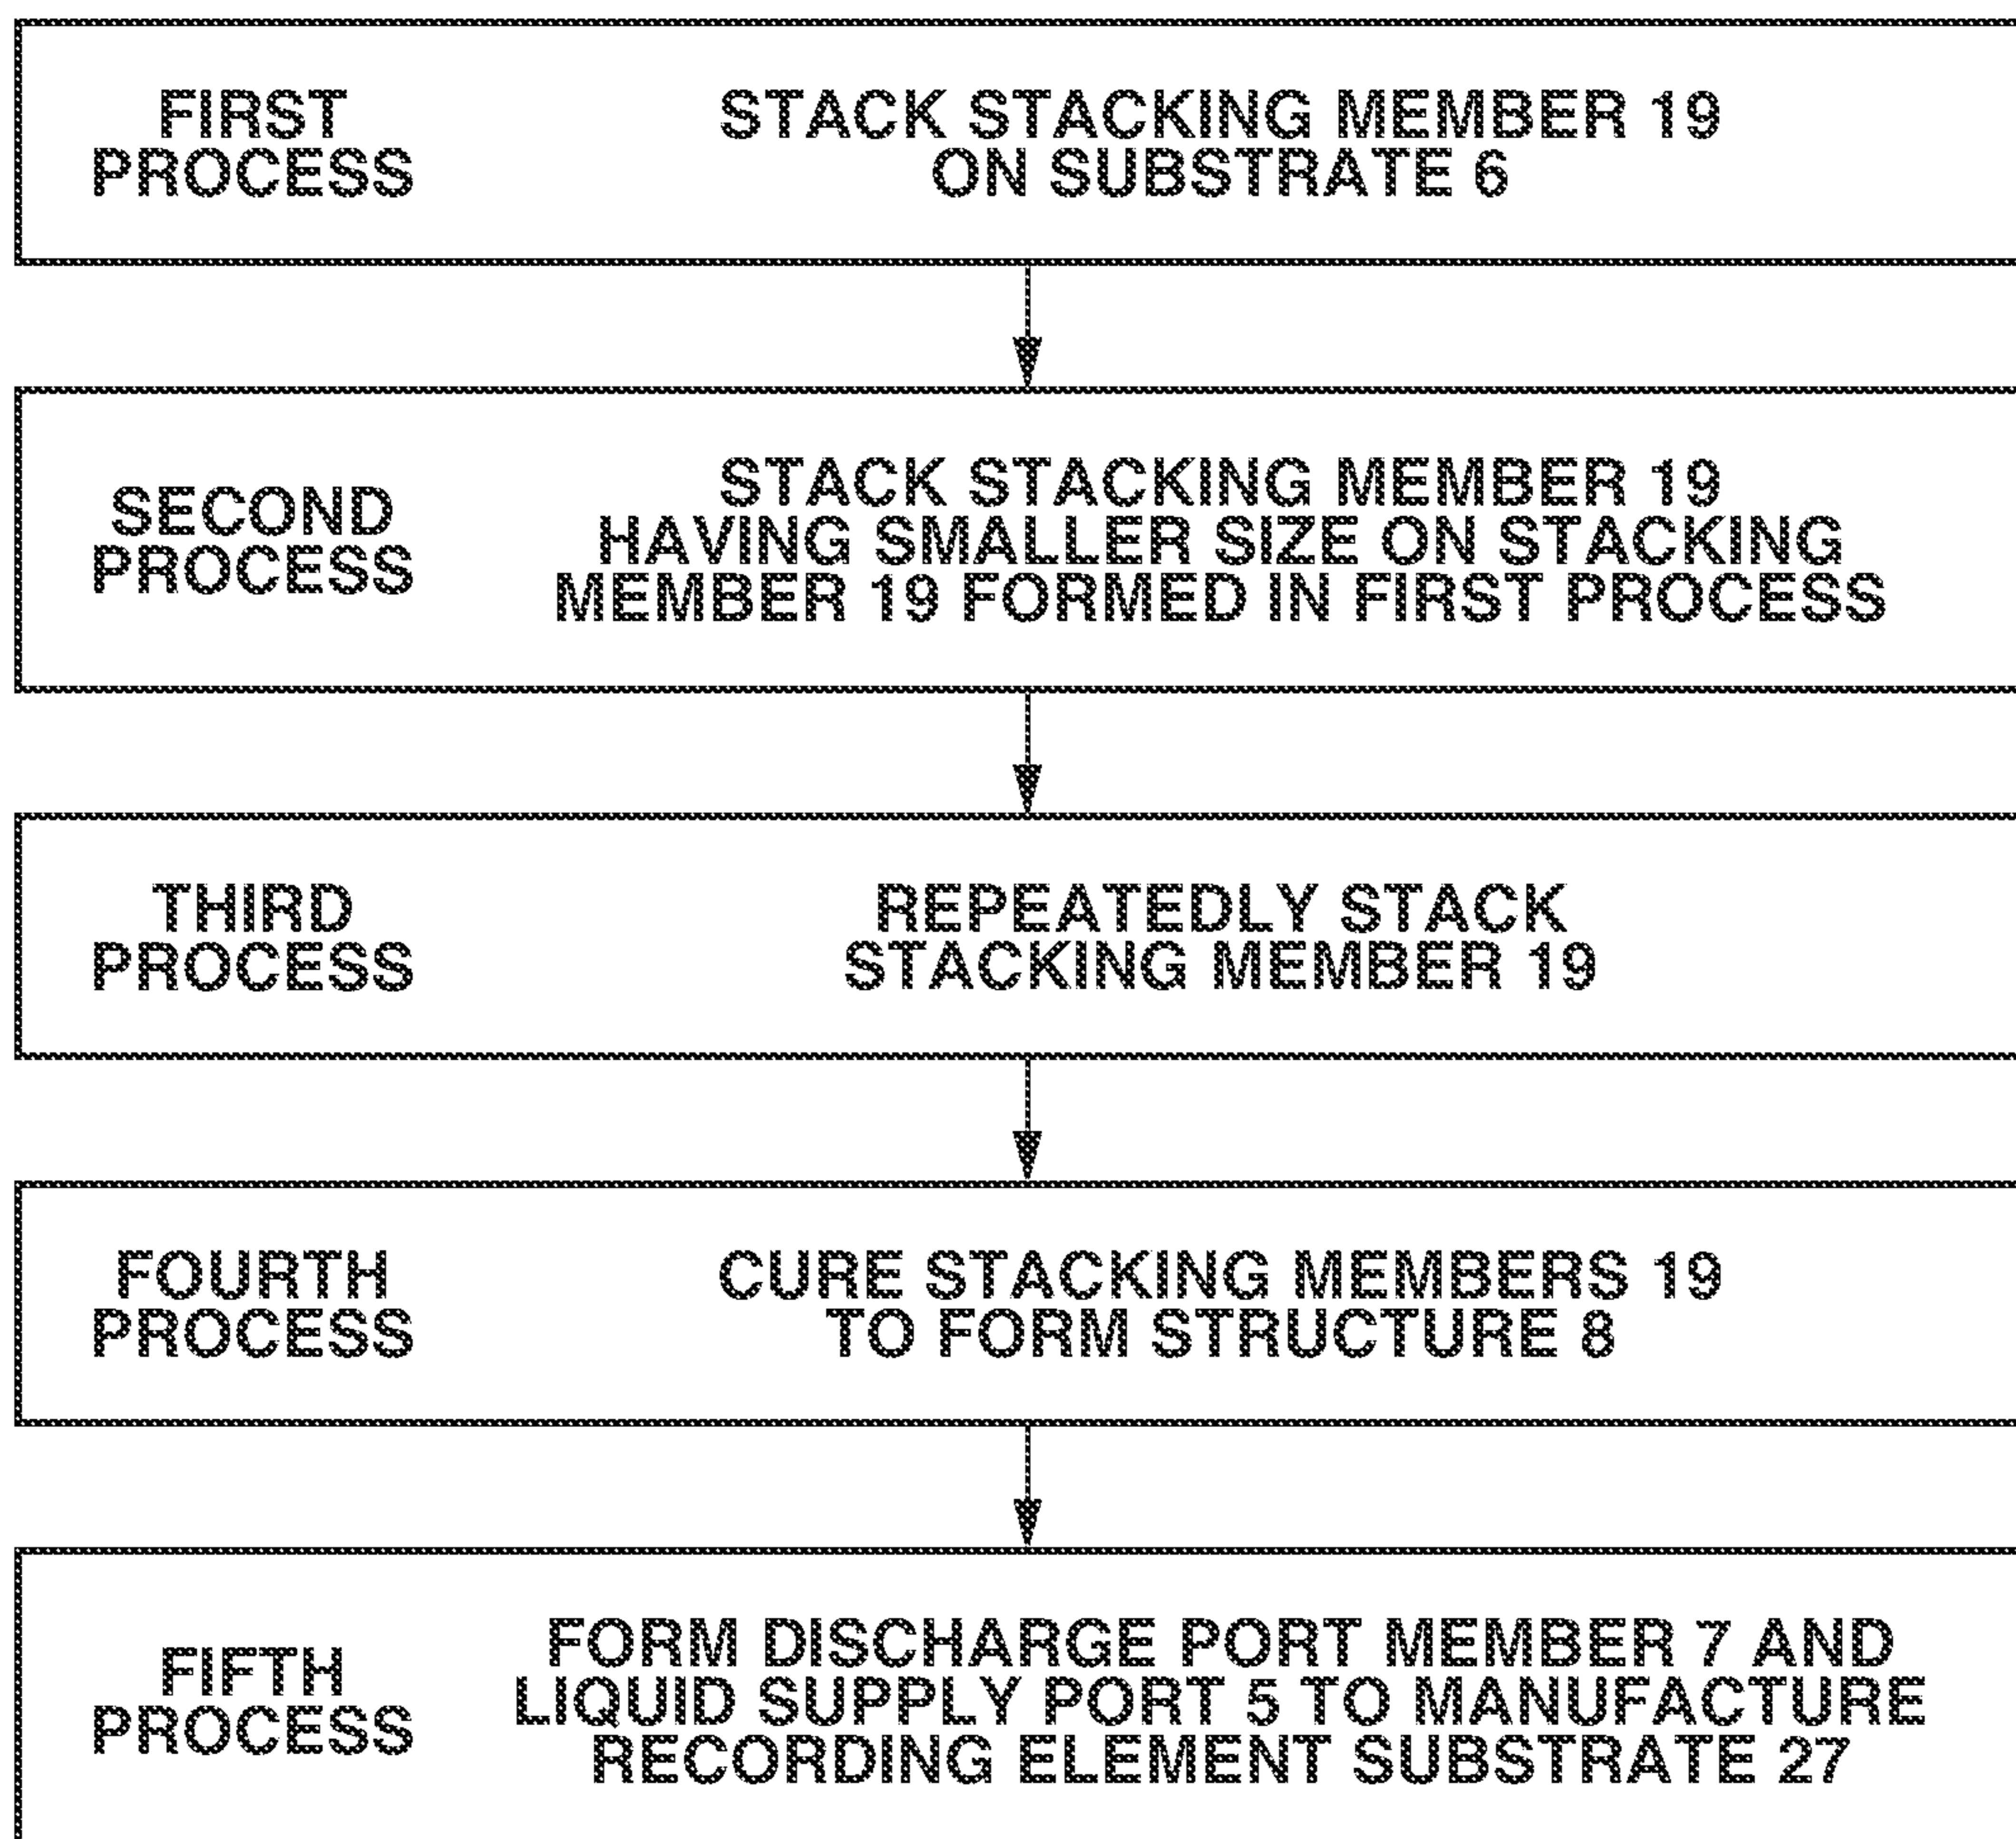 FIRST
PROCESS
STACK STACKING MEMBER 19
ON SUBSTRATE 6
SECOND
PROCESS
STACK STACKING MEMBER 19
HAVING SMALLER SIZE ON STACKING
MEMBER 19 FORMED IN FIRST PROCESS
THIRD
PROCESS
REPEATEDLY STACK
STACKING MEMBER 19
FOURTH
PROCESS
CURE STACKING MEMBERS 19
TO FORM STRUCTURE 8
FIFTH
PROCESS
FORM DISCHARGE PORT MEMBER 7 AND
LIQUID SUPPLY PORT 5 TO MANUFACTURE
RECORDING ELEMENT SUBSTRATE 27